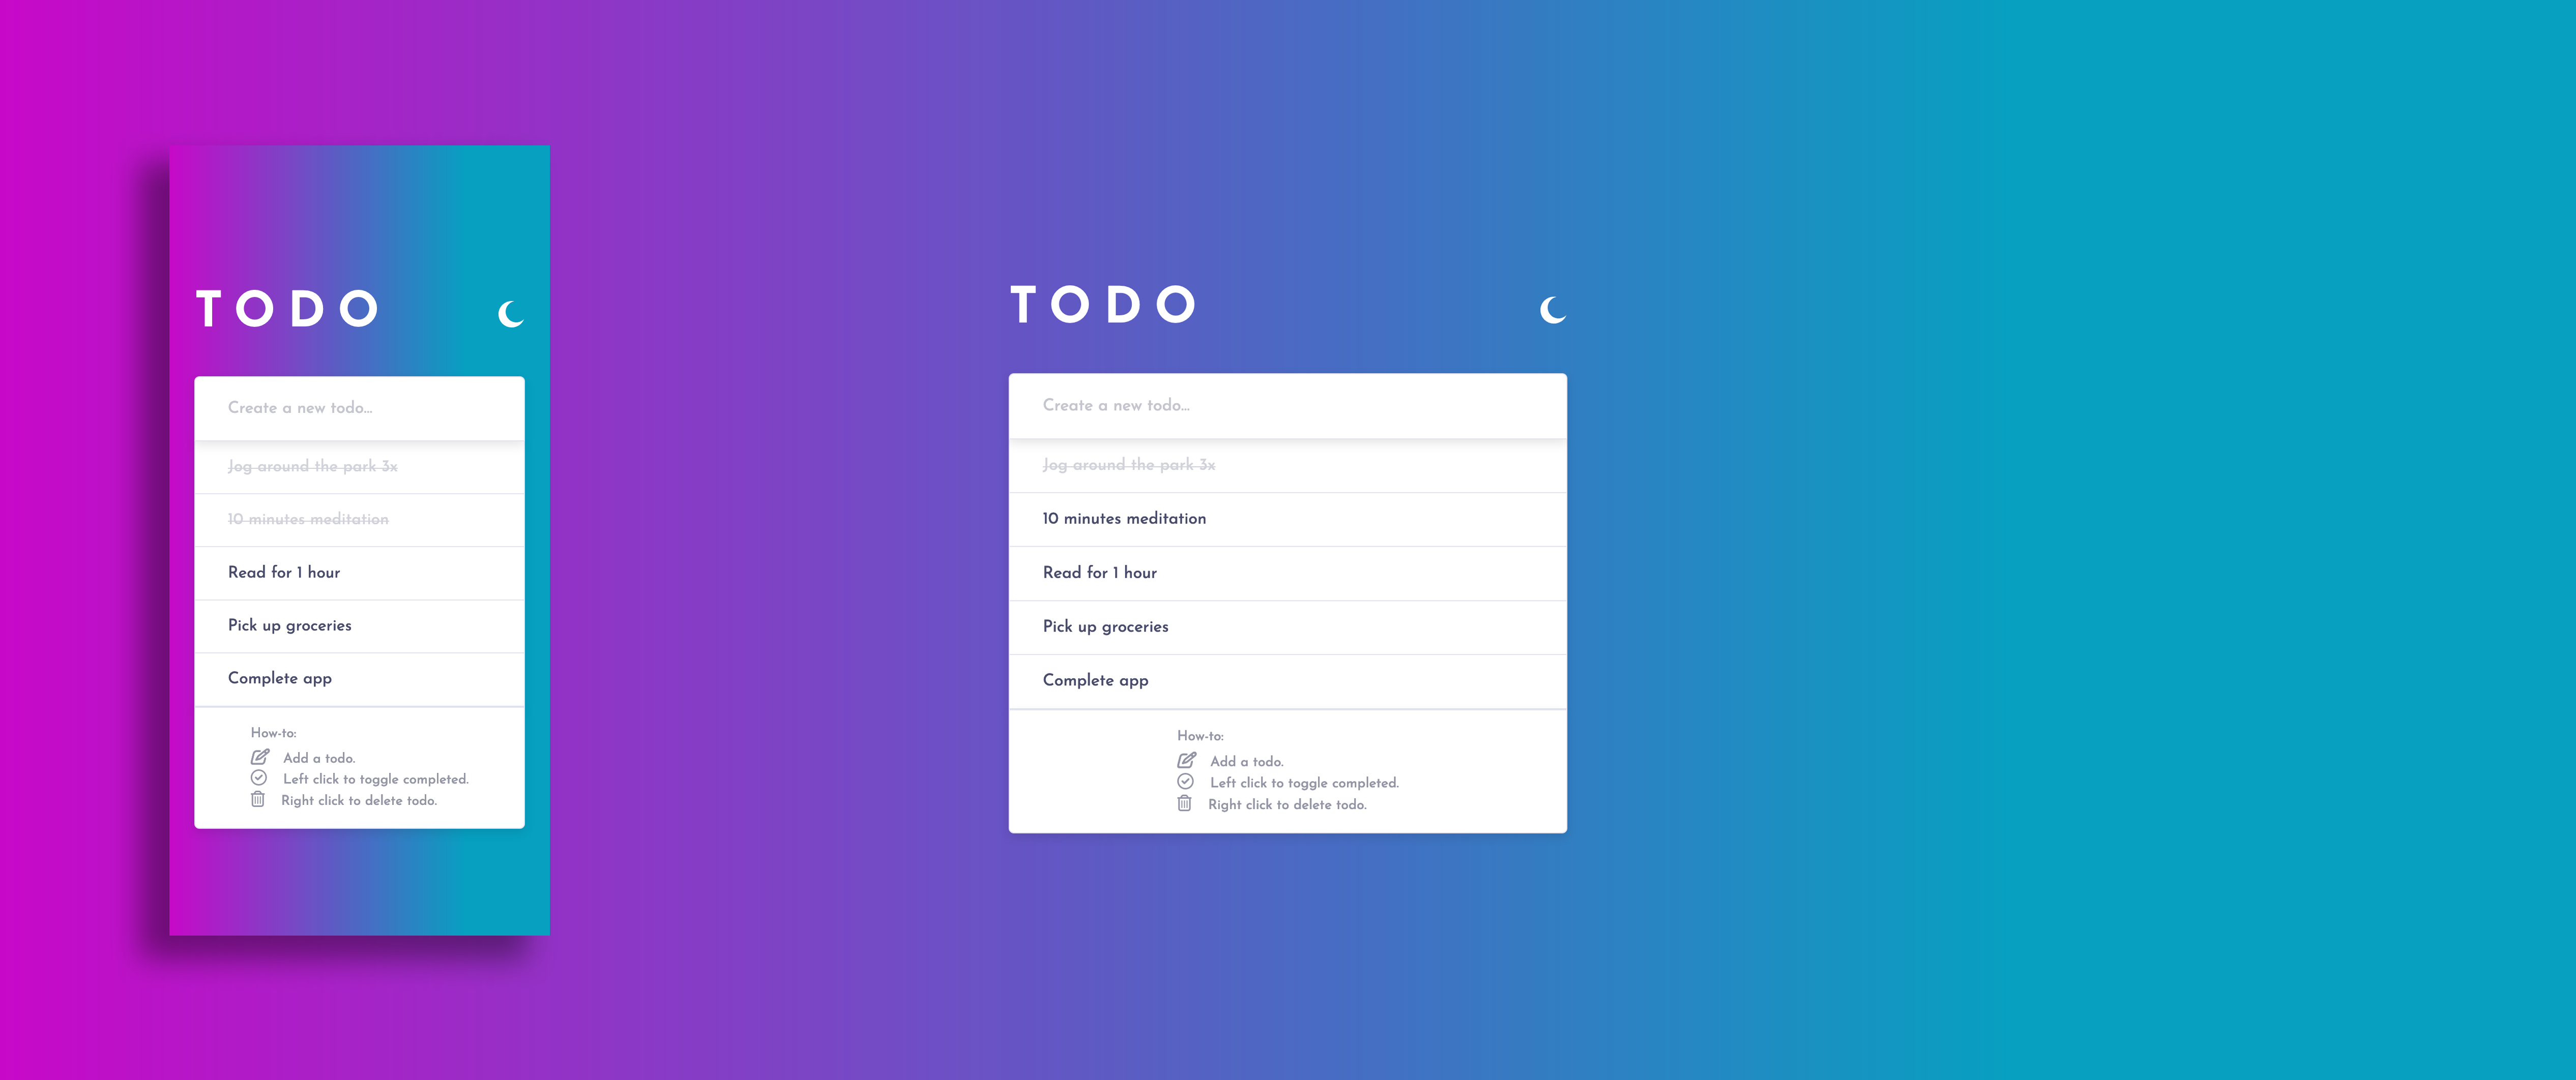 TODO
Create a new todo...
Jog around the park 3x
10 minutes meditation
Read for 1 hour
Pick up groceries
Complete app
How-to:
Add a todo.
Left click to toggle completed.
Right click to delete todo.
TODO
Create a new todo...
Jog around the park 3x
10 minutes meditation
Read for 1 hour
Pick up groceries
Complete app
How-to:
Add a todo.
Left click to toggle completed.
Right click to delete todo.